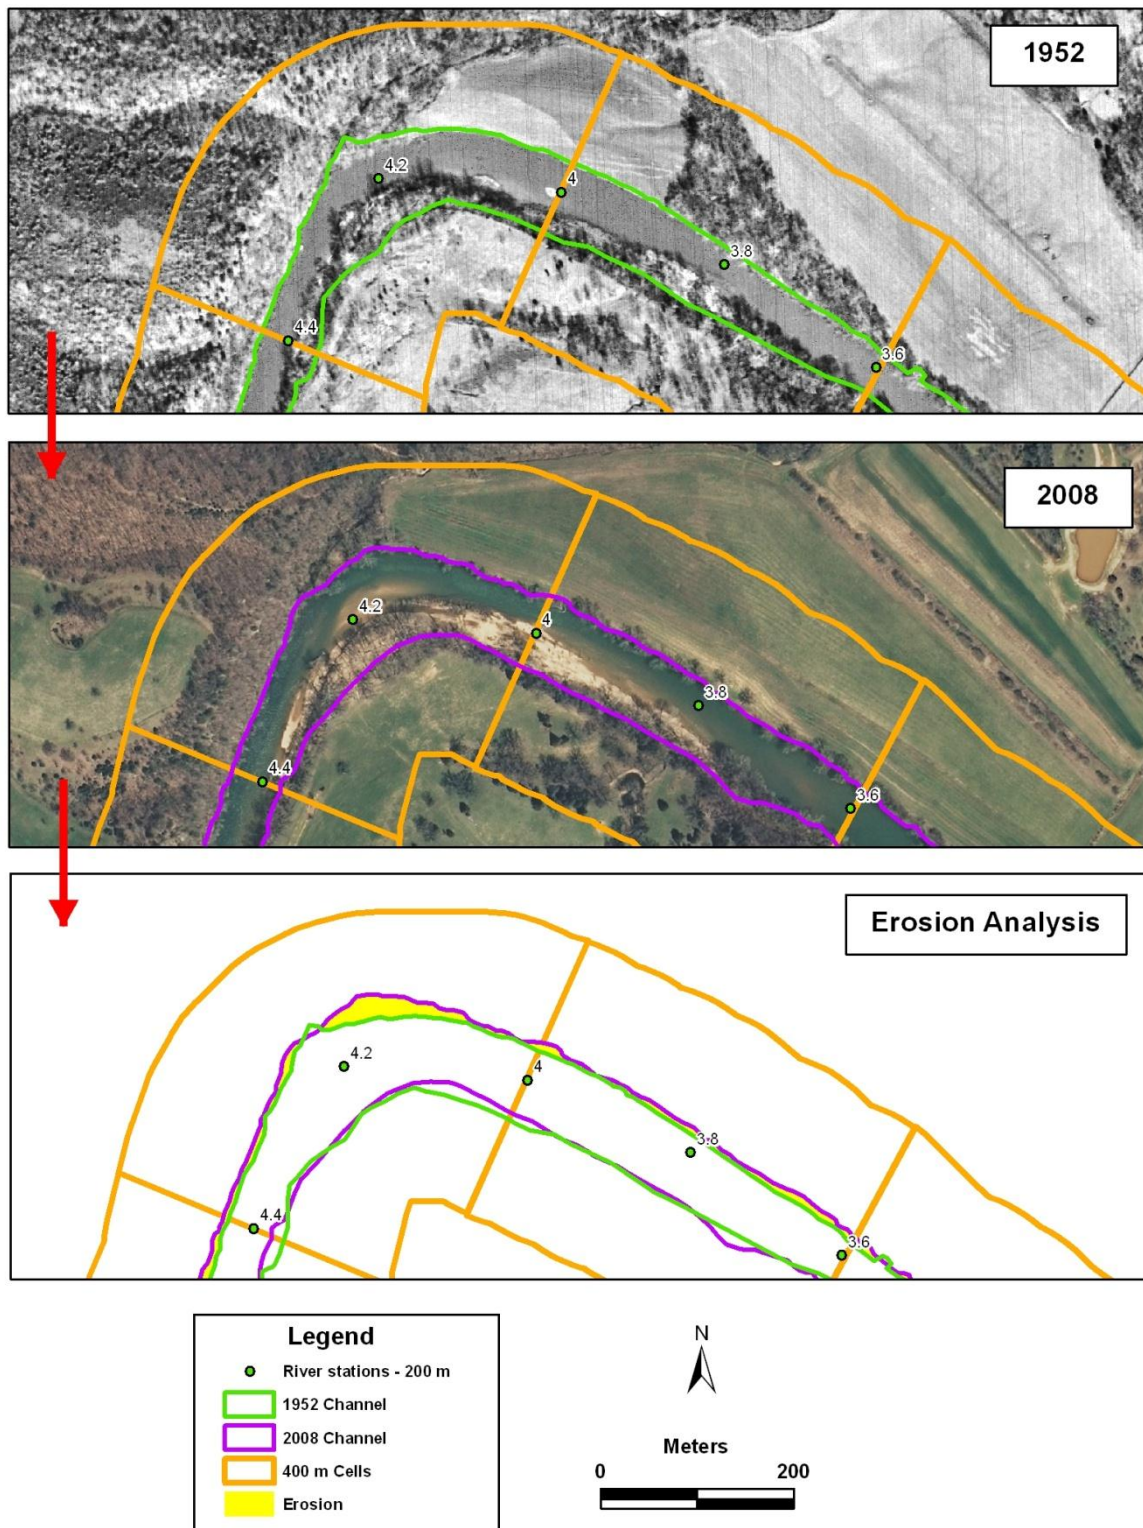 1952
4.2
4
3.8
4.4
3.6
2008
4.2
4
3.8
4.4
3.6
Erosion Analysis
4.2
4
3.8
4.4
3.6
Legend
River stations - 200 m
1952 Channel
2008 Channel
400 m Cells
Erosion
N
Meters
0 200